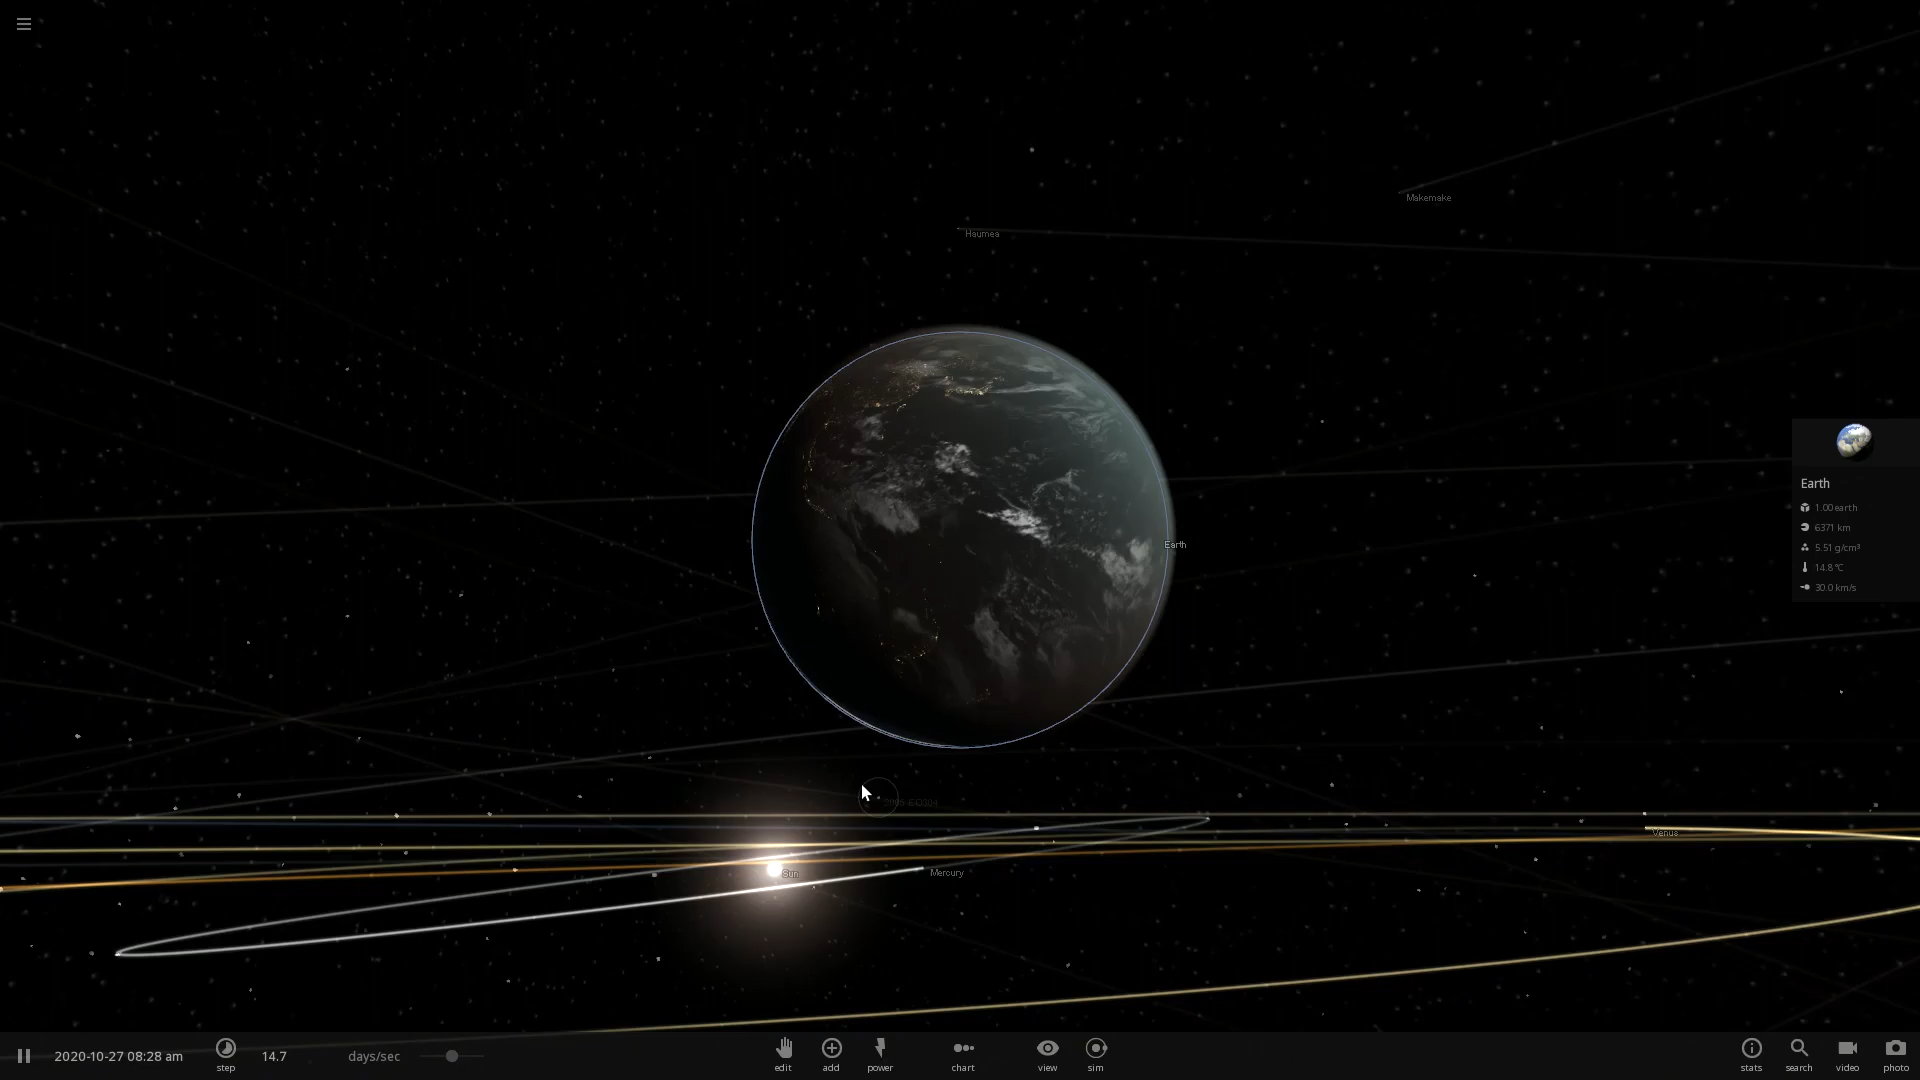 Makemake
Haumea
Earth
Earth
1.00 earth
6371 km
5.51 g/cm³
14.8 °C
30.0 km/s
Venus
Sun
Mercury
2020-10-27 08:28 am
step
14.7
days/sec
edit
add
power
chart
view
sim
stats
search
video
photo